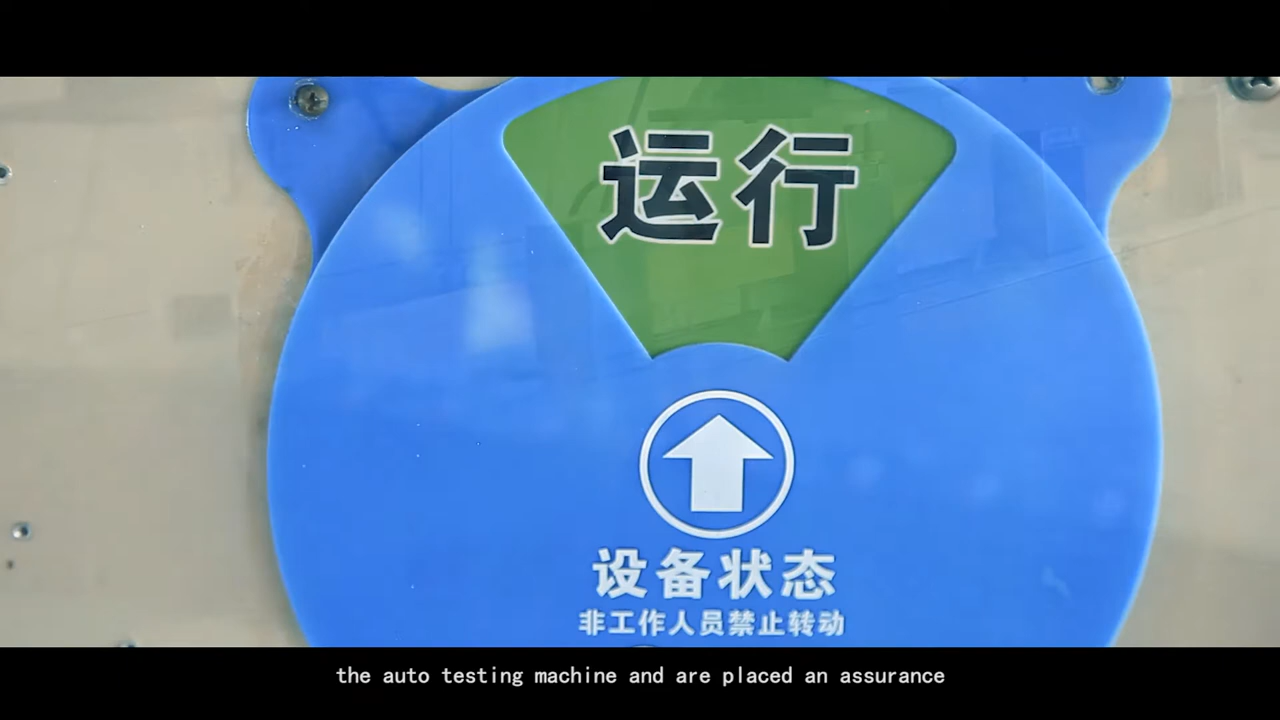 运行
设备状态
非工作人员禁止转动
the auto testing machine and are placed an assurance